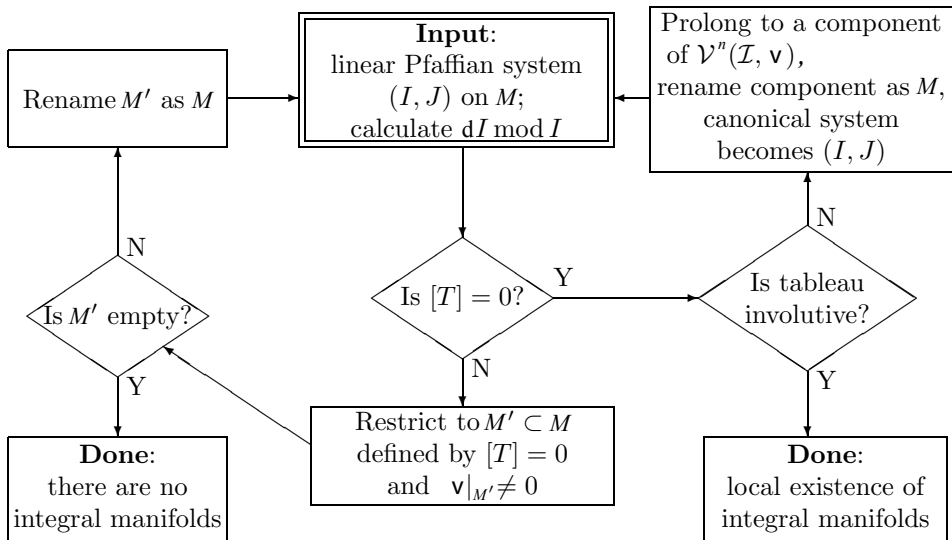 Rename M′ as M
Input:
linear Pfaffian system
(I, J) on M;
calculate dI mod I
Prolong to a component
of 𝒱ⁿ(ℐ, v),
rename component as M,
canonical system
becomes (I, J)
N
N
Is M′ empty?
Is [T] = 0?
Y
Is tableau
involutive?
Y
N
Y
Done:
there are no
integral manifolds
Restrict to M′ ⊂ M
defined by [T] = 0
and v|M′ ≠ 0
Done:
local existence of
integral manifolds